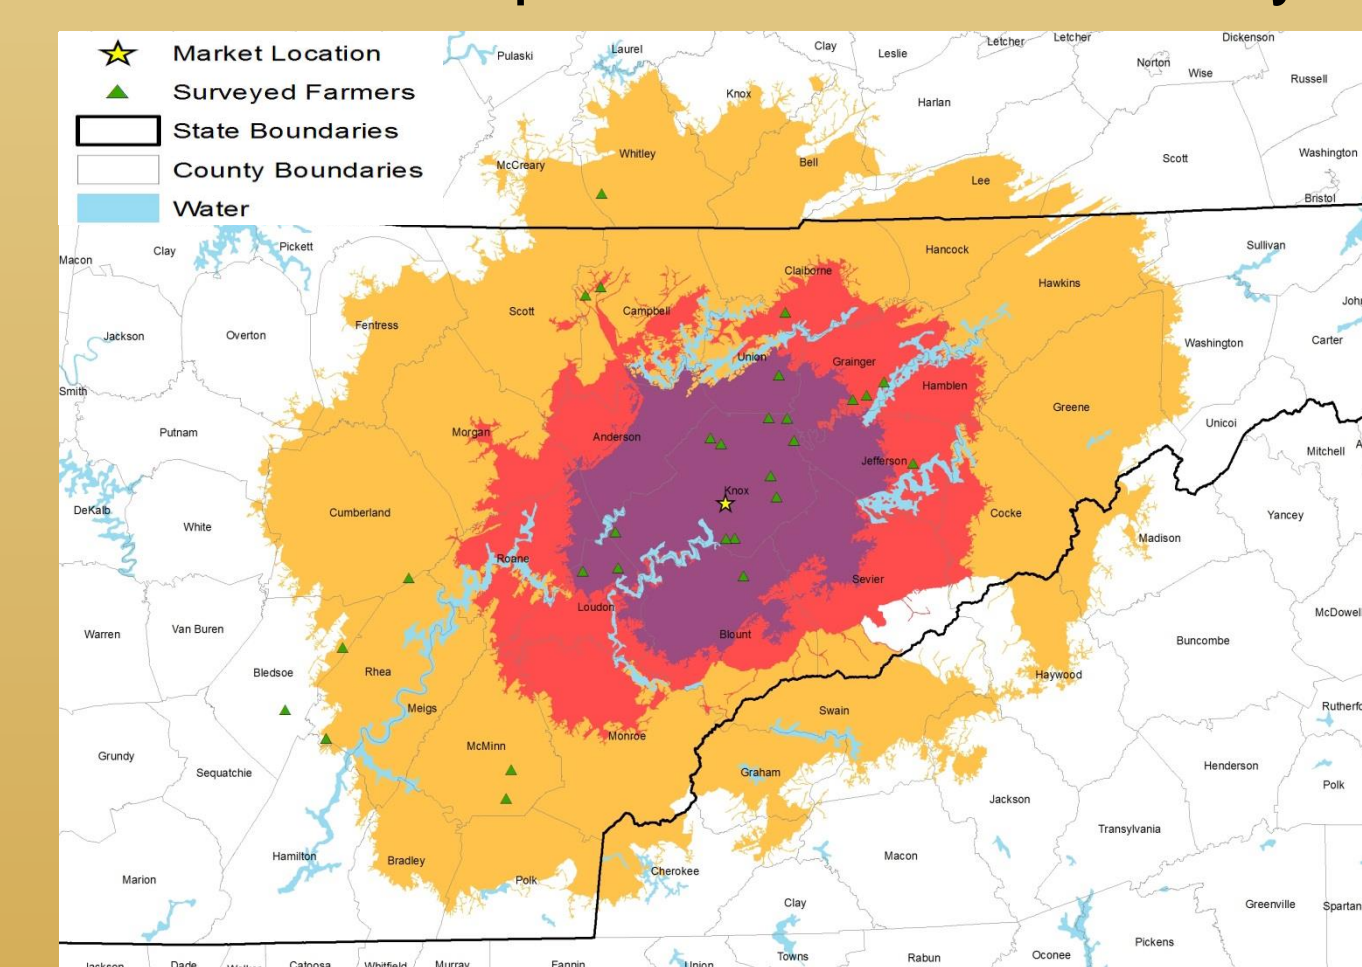 Market Location
Surveyed Farmers
State Boundaries
County Boundaries
Water
Pulaski
Laurel
Clay
Leslie
Letcher
Letcher
Dickenson
Knox
Harlan
Norton
Wise
Russell
McCreary
Whitley
Bell
Lee
Scott
Washington
Bristol
Macon
Clay
Pickett
Claiborne
Hancock
Hawkins
Sullivan
Jackson
Overton
Fentress
Scott
Campbell
Union
Grainger
Hamblen
Washington
Carter
Smith
Putnam
Morgan
Anderson
Jefferson
Greene
Unicoi
Mitchell
DeKalb
White
Cumberland
Knox
Cocke
Yancey
Madison
Roane
Sevier
Warren
Van Buren
Loudon
Blount
McDowel
Buncombe
Bledsoe
Rhea
Haywood
Meigs
Swain
Rutherfo
Grundy
Sequatchie
McMinn
Monroe
Graham
Henderson
Polk
Jackson
Transylvania
Marion
Hamilton
Bradley
Polk
Cherokee
Macon
Clay
Greenville
Spartan
Pickens
Jackson
Dade
Walker
Catoosa
Whitfield
Murray
Fannin
Union
Towns
Rabun
Oconee